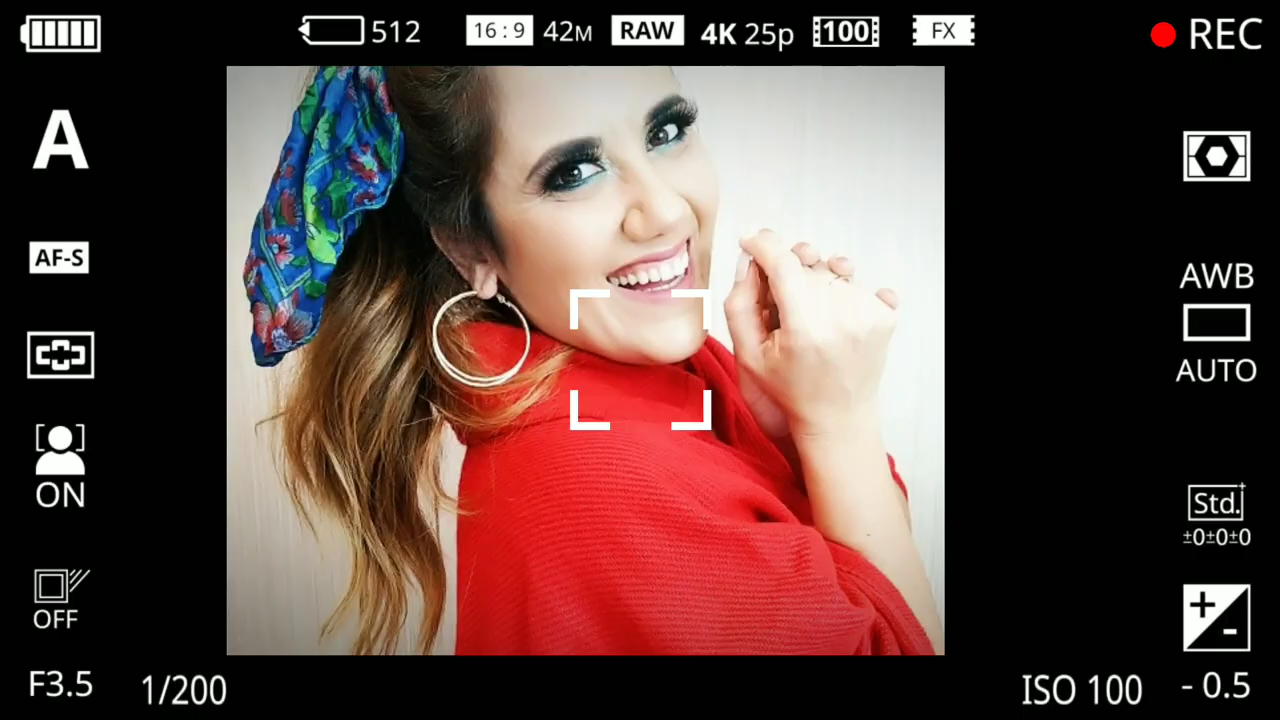 512 16:9 42M RAW 4K 25p 100 FX REC
A
AF-S
AWB
AUTO
ON
Std.
±0±0±0
OFF
F3.5 1/200 ISO 100 - 0.5